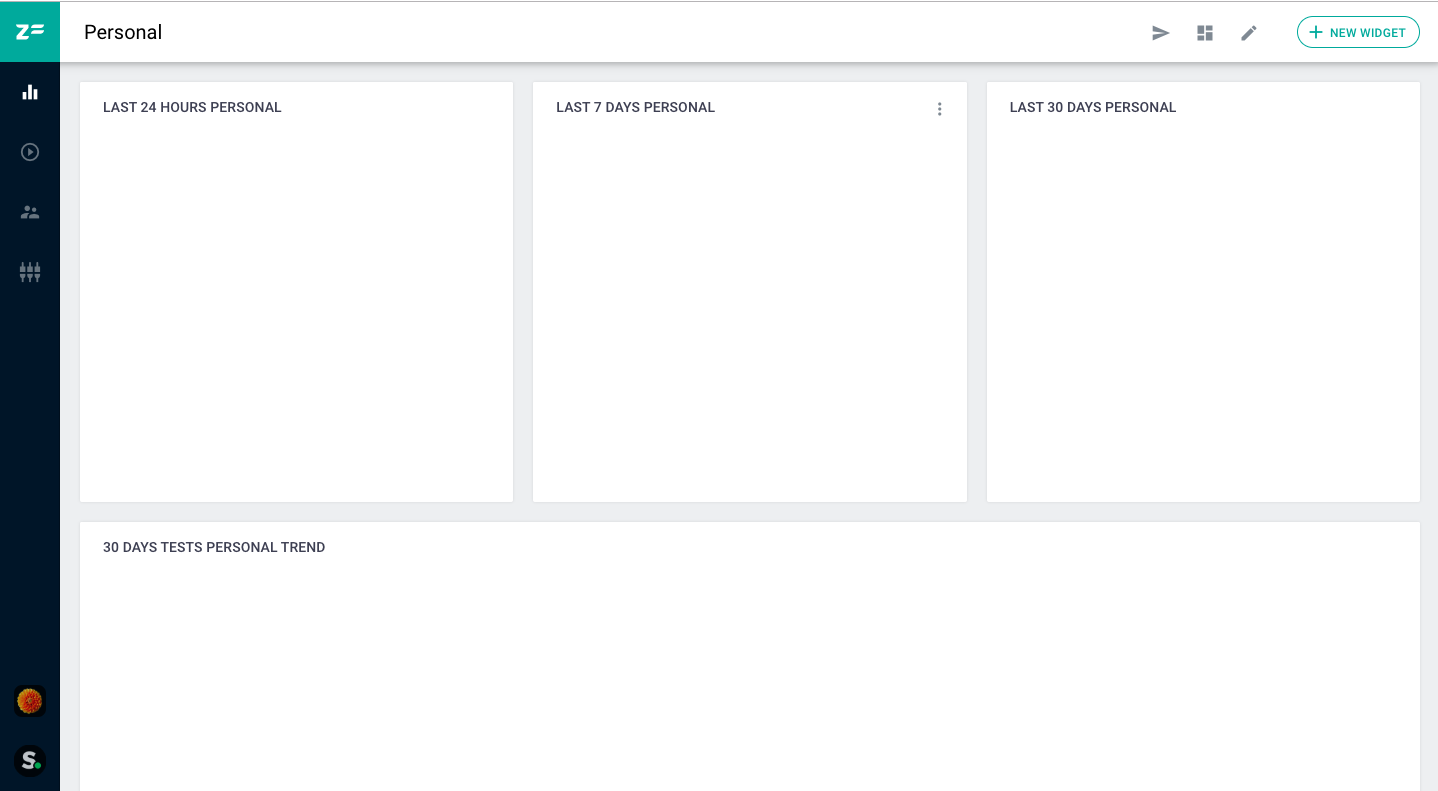 Personal
NEW WIDGET
LAST 24 HOURS PERSONAL
LAST 7 DAYS PERSONAL
LAST 30 DAYS PERSONAL
30 DAYS TESTS PERSONAL TREND
S.